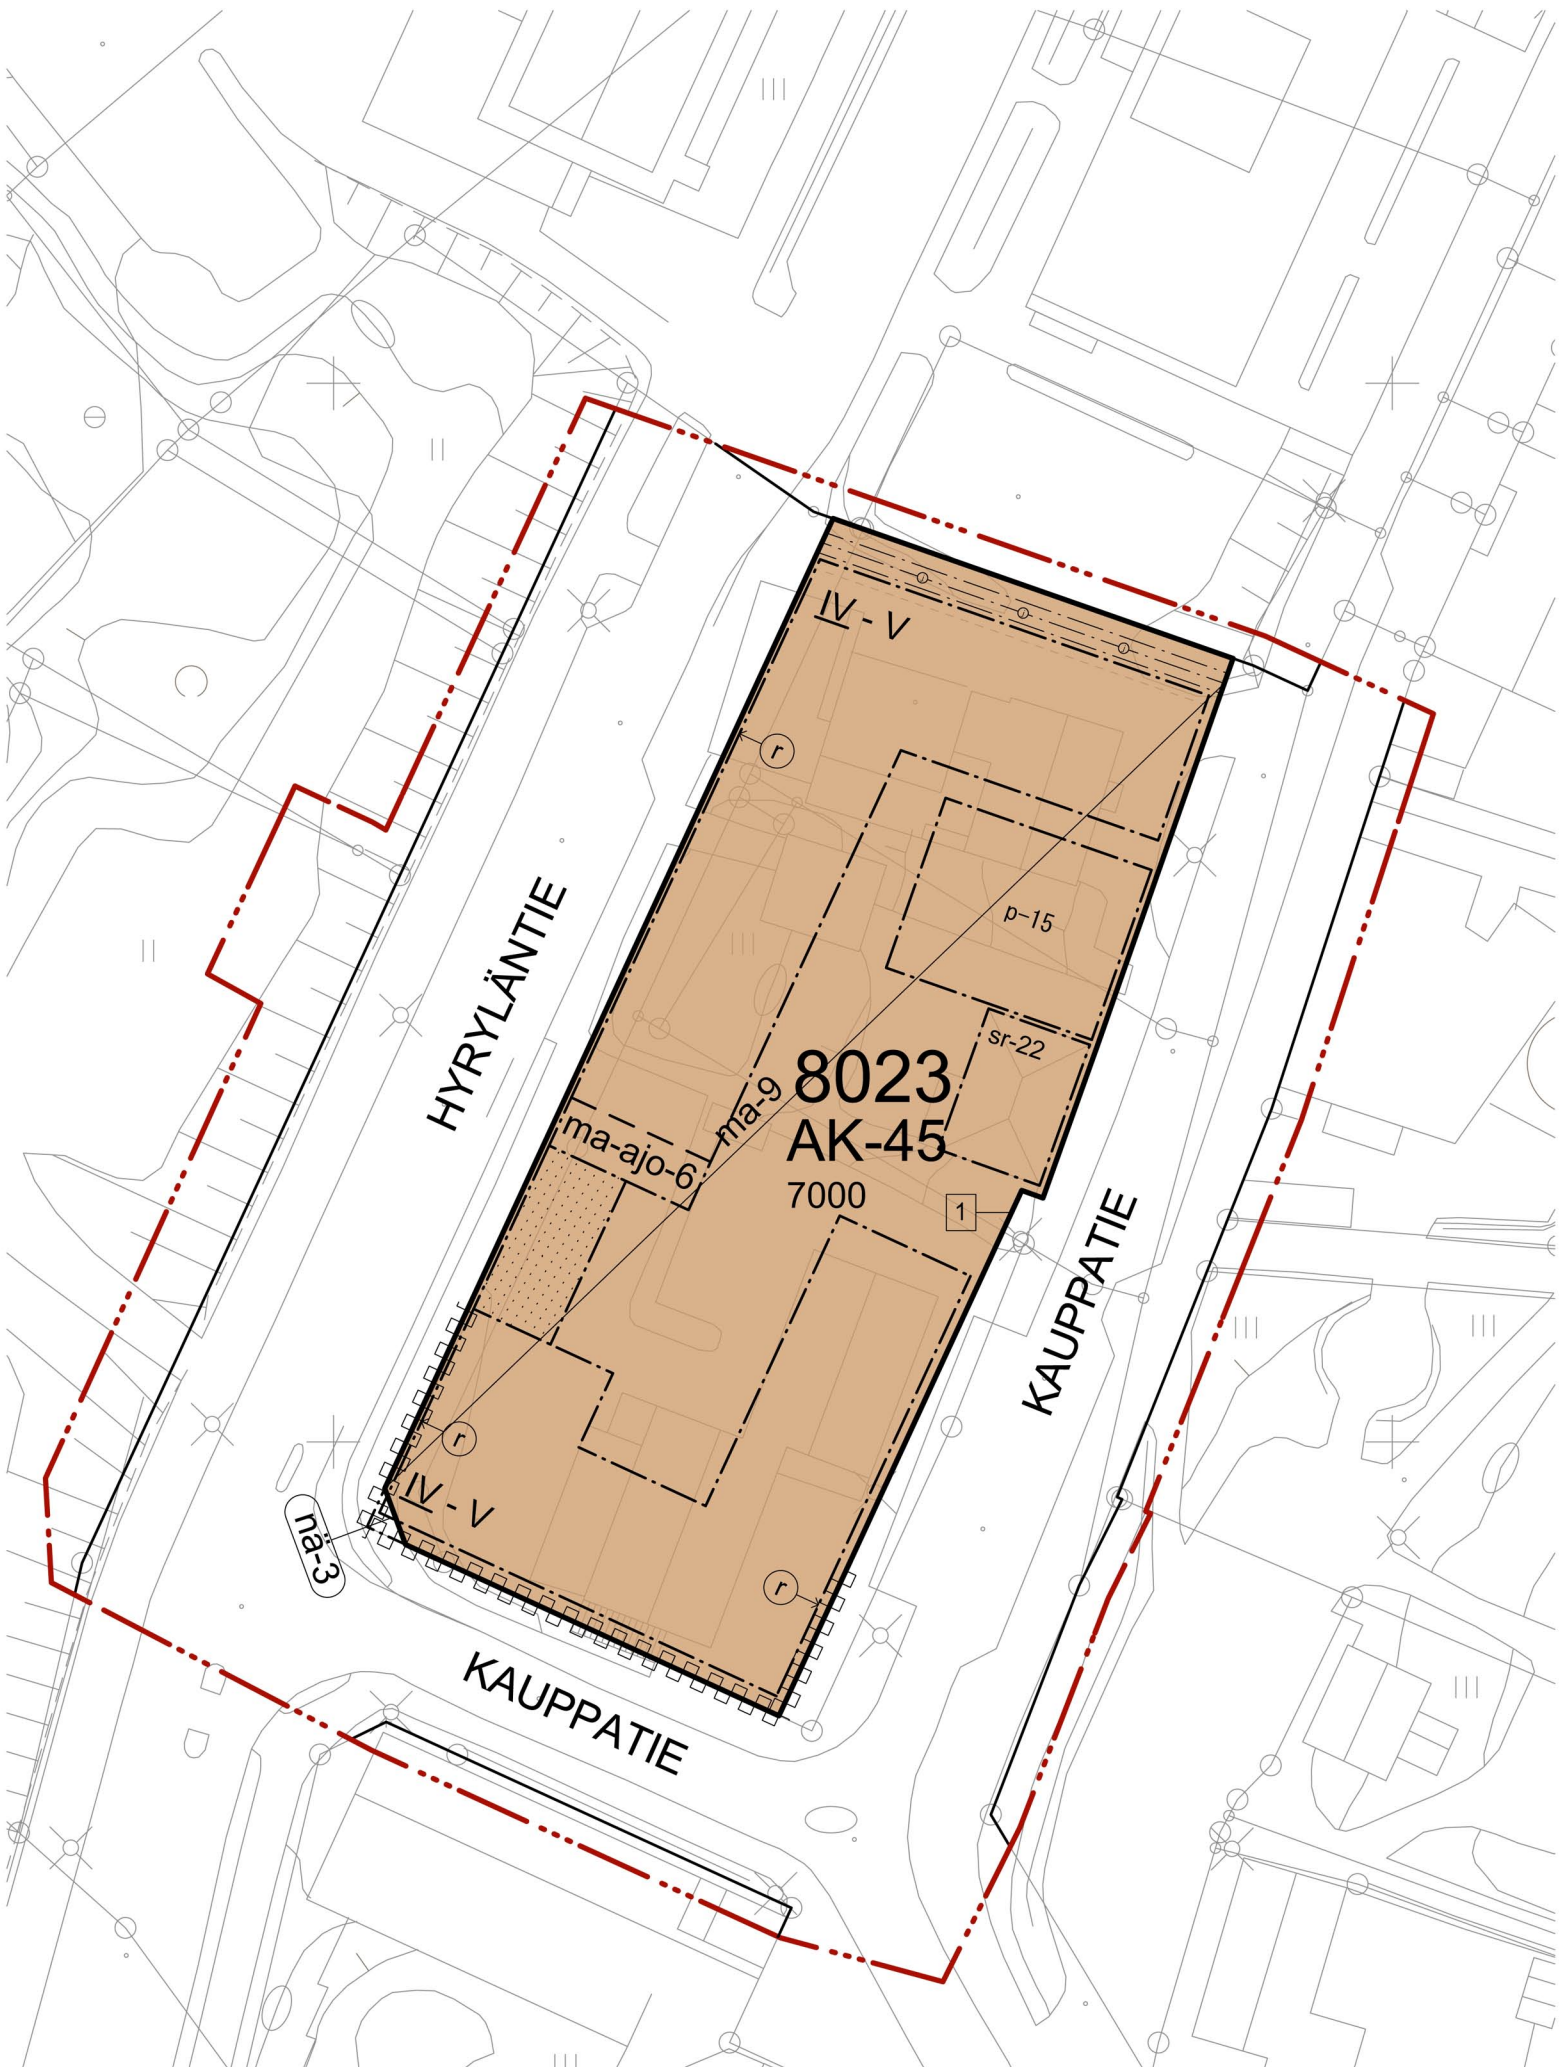 III
II
IV - V
r
p-15
II
III
HYRYLÄNTIE
sr-22
8023
ma-9
ma-ajo-6
AK-45
7000
1
KAUPPATIE
III
III
r
IV - V
nä-3
r
KAUPPATIE
III
III